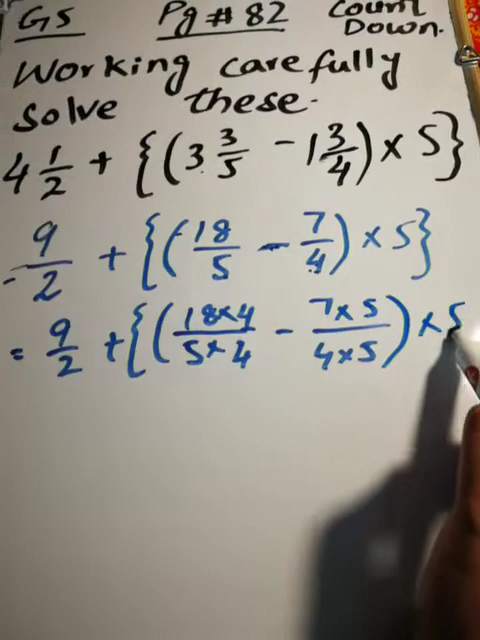 G5 Pg # 82 Count Down.
Working carefully
solve these.
4 1/2 + {(3 3/5 - 1 3/4) × 5}
9/2 + {(18/5 - 7/4) × 5}
= 9/2 + {(18×4/5×4 - 7×5/4×5) × 5